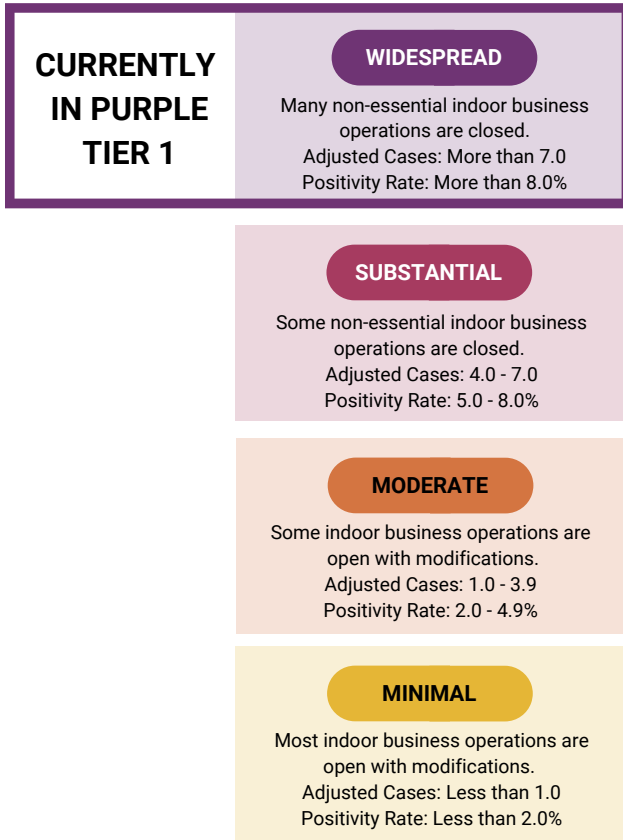 CURRENTLY
IN PURPLE
TIER 1
WIDESPREAD
Many non-essential indoor business
operations are closed.
Adjusted Cases: More than 7.0
Positivity Rate: More than 8.0%
SUBSTANTIAL
Some non-essential indoor business
operations are closed.
Adjusted Cases: 4.0 - 7.0
Positivity Rate: 5.0 - 8.0%
MODERATE
Some indoor business operations are
open with modifications.
Adjusted Cases: 1.0 - 3.9
Positivity Rate: 2.0 - 4.9%
MINIMAL
Most indoor business operations are
open with modifications.
Adjusted Cases: Less than 1.0
Positivity Rate: Less than 2.0%